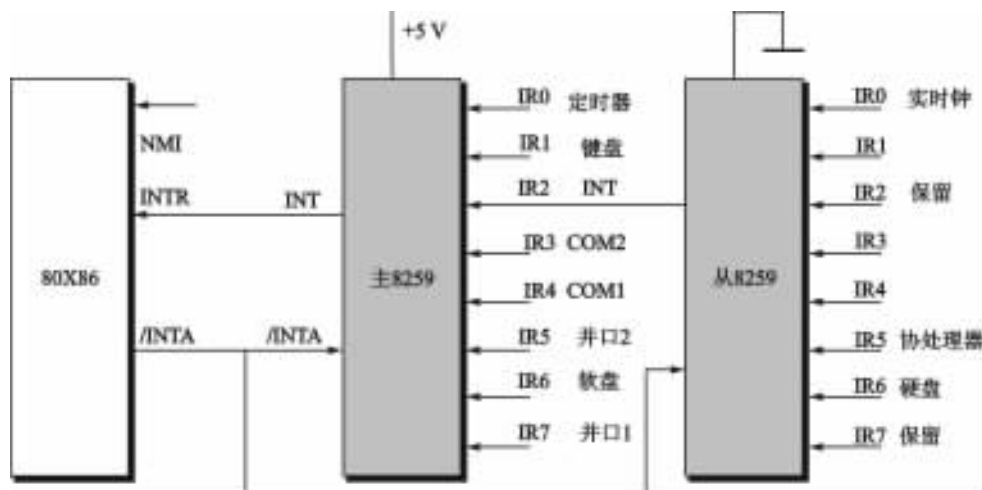 +5 V
NMI
INTR
80X86
/INTA
INT
/INTA
主8259
IR0 定时器
IR1 键盘
IR2 INT
IR3 COM2
IR4 COM1
IR5 并口2
IR6 软盘
IR7 并口1
从8259
IR0 实时钟
IR1
IR2 保留
IR3
IR4
IR5 协处理器
IR6 硬盘
IR7 保留